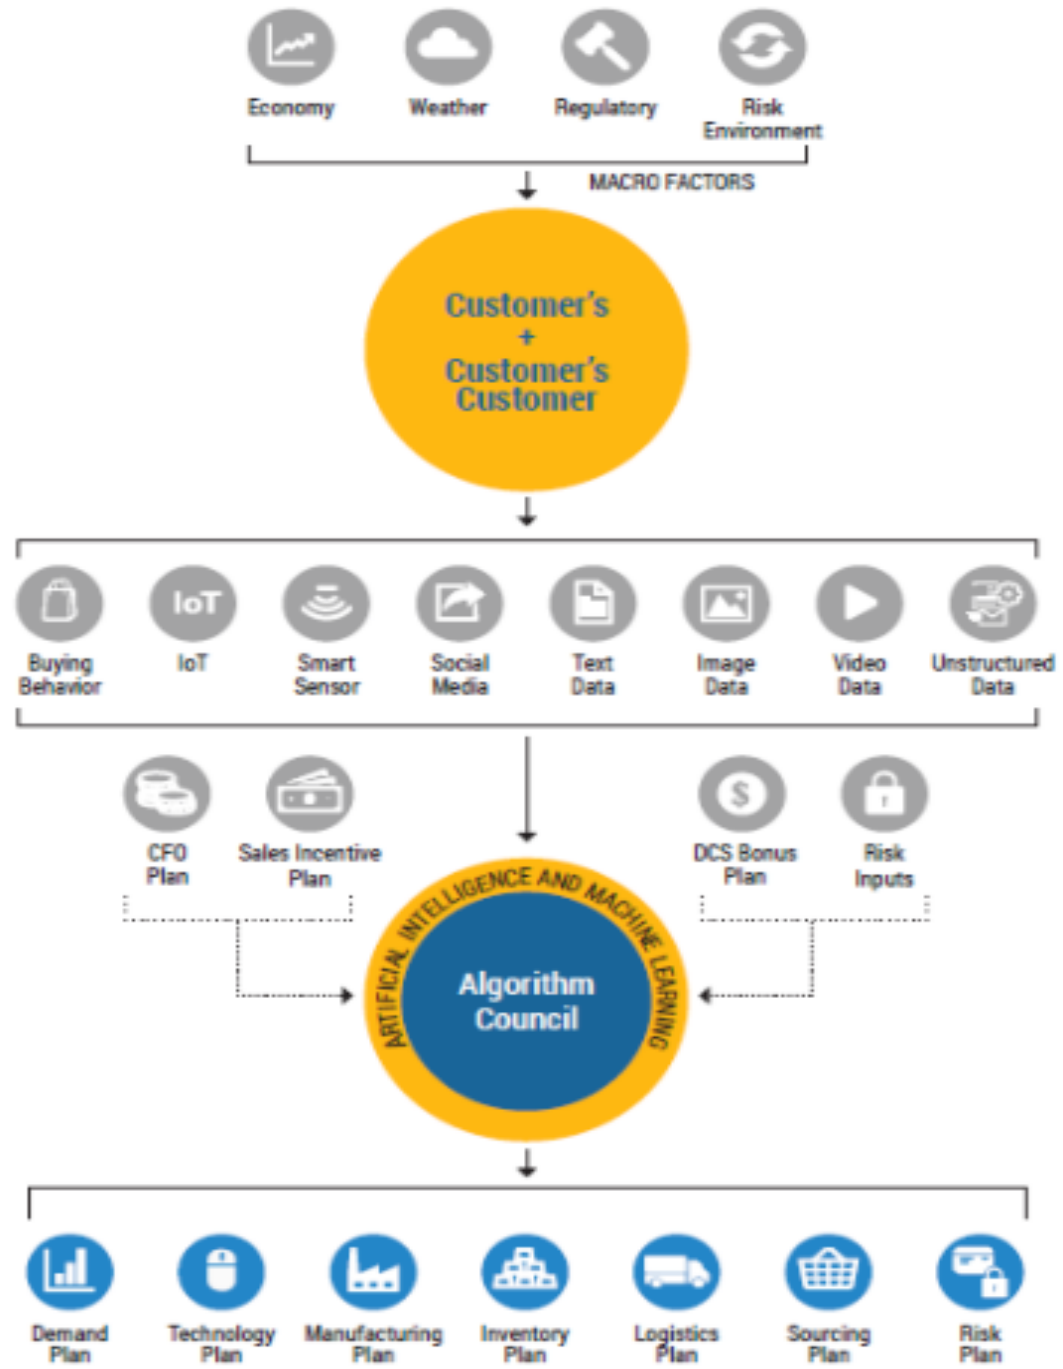 Economy
Weather
Regulatory
Risk
Environment
MACRO FACTORS
Customer's
+
Customer's
Customer
IoT
Buying
Behavior
IoT
Smart
Sensor
Social
Media
Text
Data
Image
Data
Video
Data
Unstructured
Data
$
CFO
Plan
Sales Incentive
Plan
DCS Bonus
Plan
Risk
Inputs
ARTIFICIAL INTELLIGENCE AND MACHINE LEARNING
Algorithm
Council
Demand
Plan
Technology
Plan
Manufacturing
Plan
Inventory
Plan
Logistics
Plan
Sourcing
Plan
Risk
Plan